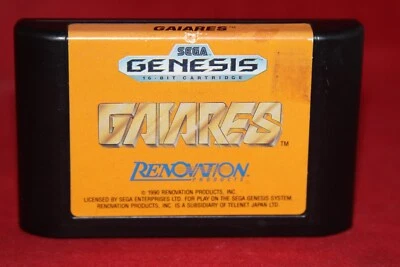 GAIARES
SEGA
GENESIS
16-BIT CARTRIDGE
GAIARES™
RENOVATION
PRODUCTS
© 1990 RENOVATION PRODUCTS, INC.
LICENSED BY SEGA ENTERPRISES LTD. FOR PLAY ON THE SEGA GENESIS SYSTEM
RENOVATION PRODUCTS, INC. IS A SUBSIDIARY OF TELENET JAPAN LTD.